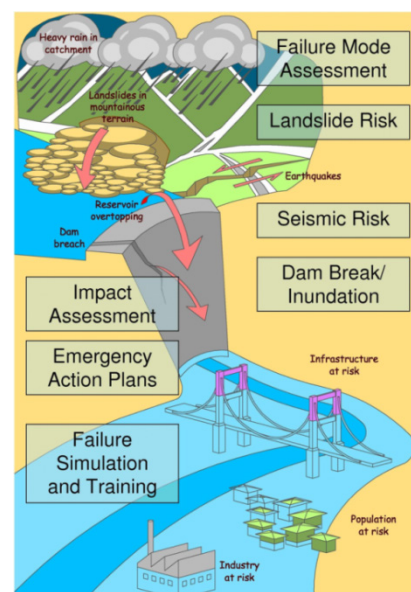 Heavy rain in
catchment
Failure Mode
Assessment
Landslides in
mountainous
terrain
Landslide Risk
Earthquakes
Reservoir
overtopping
Seismic Risk
Dam
breach
Dam Break/
Inundation
Impact
Assessment
Emergency
Action Plans
Infrastructure
at risk
Failure
Simulation
and Training
Population
at risk
Industry
at risk